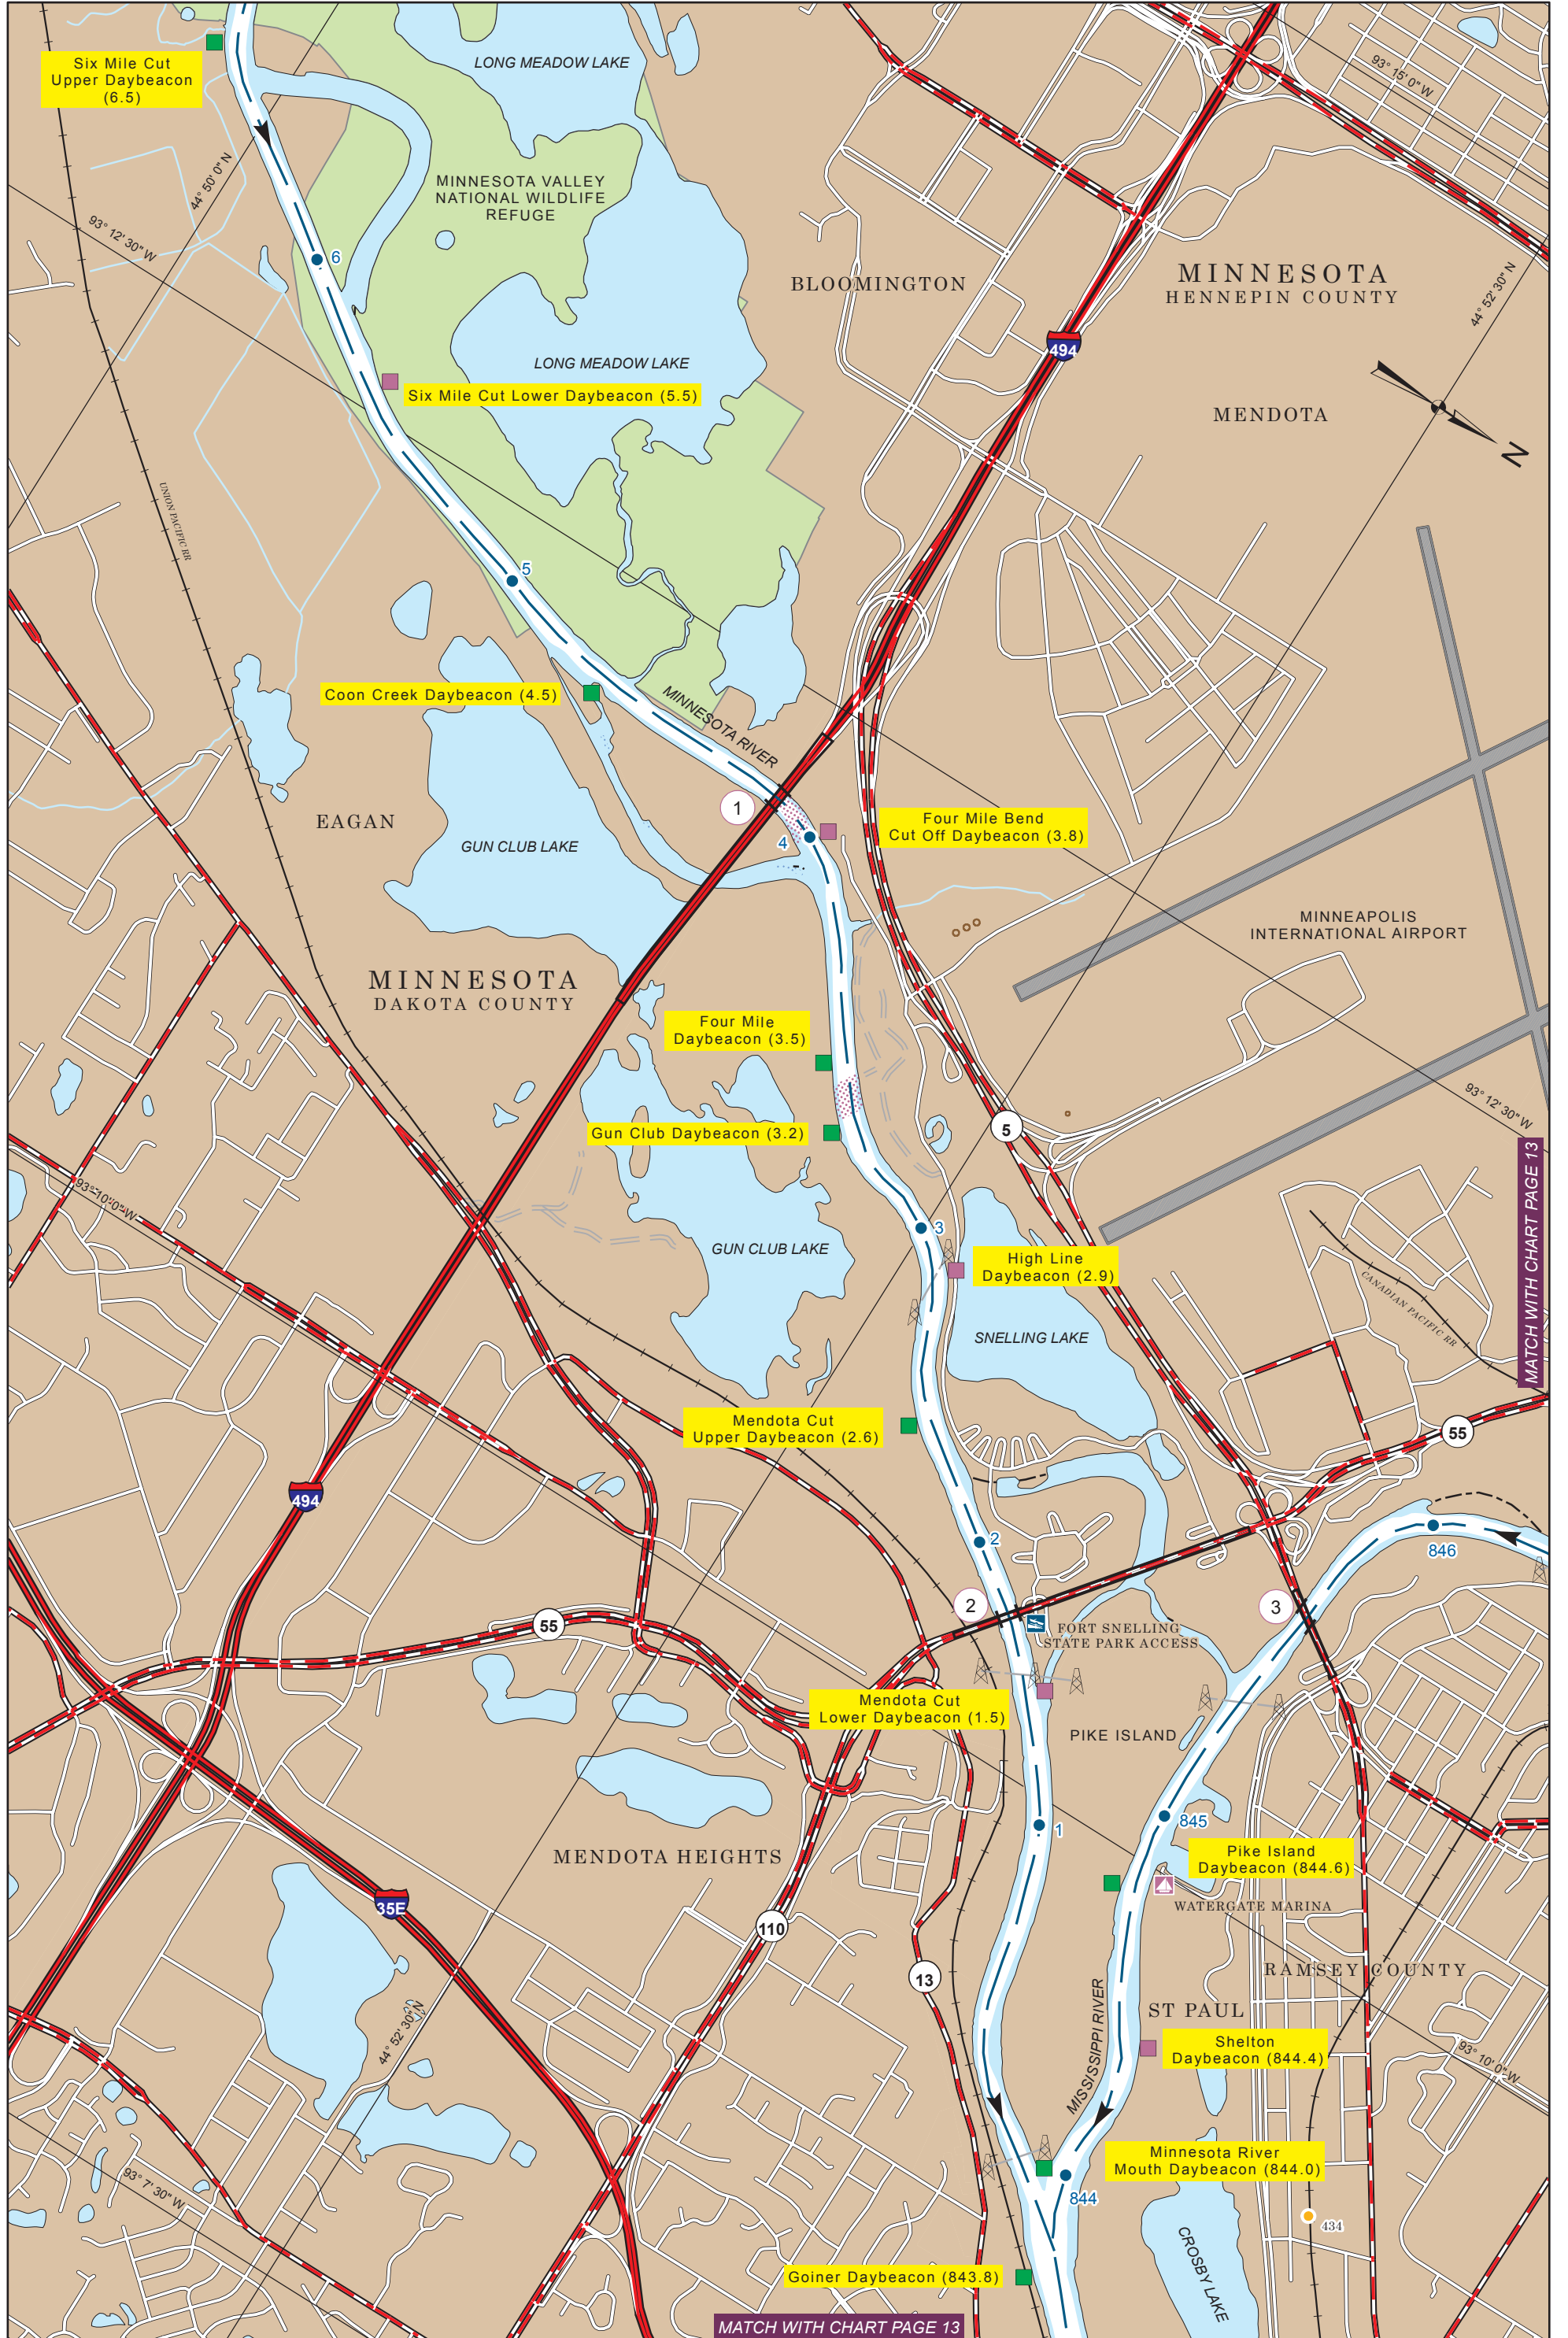 LONG MEADOW LAKE
Six Mile Cut
Upper Daybeacon
(6.5)
93° 15' 0" W
44° 50' 0" N
MINNESOTA VALLEY
NATIONAL WILDLIFE
REFUGE
93° 12' 30" W
6
BLOOMINGTON
MINNESOTA
HENNEPIN COUNTY
44° 52' 30" N
494
LONG MEADOW LAKE
Six Mile Cut Lower Daybeacon (5.5)
MENDOTA
N
UNION PACIFIC RR
5
Coon Creek Daybeacon (4.5)
MINNESOTA RIVER
1
EAGAN
GUN CLUB LAKE
4
Four Mile Bend
Cut Off Daybeacon (3.8)
MINNEAPOLIS
INTERNATIONAL AIRPORT
MINNESOTA
DAKOTA COUNTY
Four Mile
Daybeacon (3.5)
93° 12' 30" W
Gun Club Daybeacon (3.2)
5
MATCH WITH CHART PAGE 13
93° 10' 0" W
3
GUN CLUB LAKE
High Line
Daybeacon (2.9)
CANADIAN PACIFIC RR
SNELLING LAKE
Mendota Cut
Upper Daybeacon (2.6)
55
494
2
846
2
3
55
FORT SNELLING
STATE PARK ACCESS
Mendota Cut
Lower Daybeacon (1.5)
PIKE ISLAND
845
1
MENDOTA HEIGHTS
Pike Island
Daybeacon (844.6)
WATERGATE MARINA
35E
110
13
RAMSEY COUNTY
ST PAUL
MISSISSIPPI RIVER
44° 52' 30" N
Shelton
Daybeacon (844.4)
93° 10' 0" W
Minnesota River
Mouth Daybeacon (844.0)
93° 7' 30" W
844
434
CROSBY LAKE
Goiner Daybeacon (843.8)
MATCH WITH CHART PAGE 13